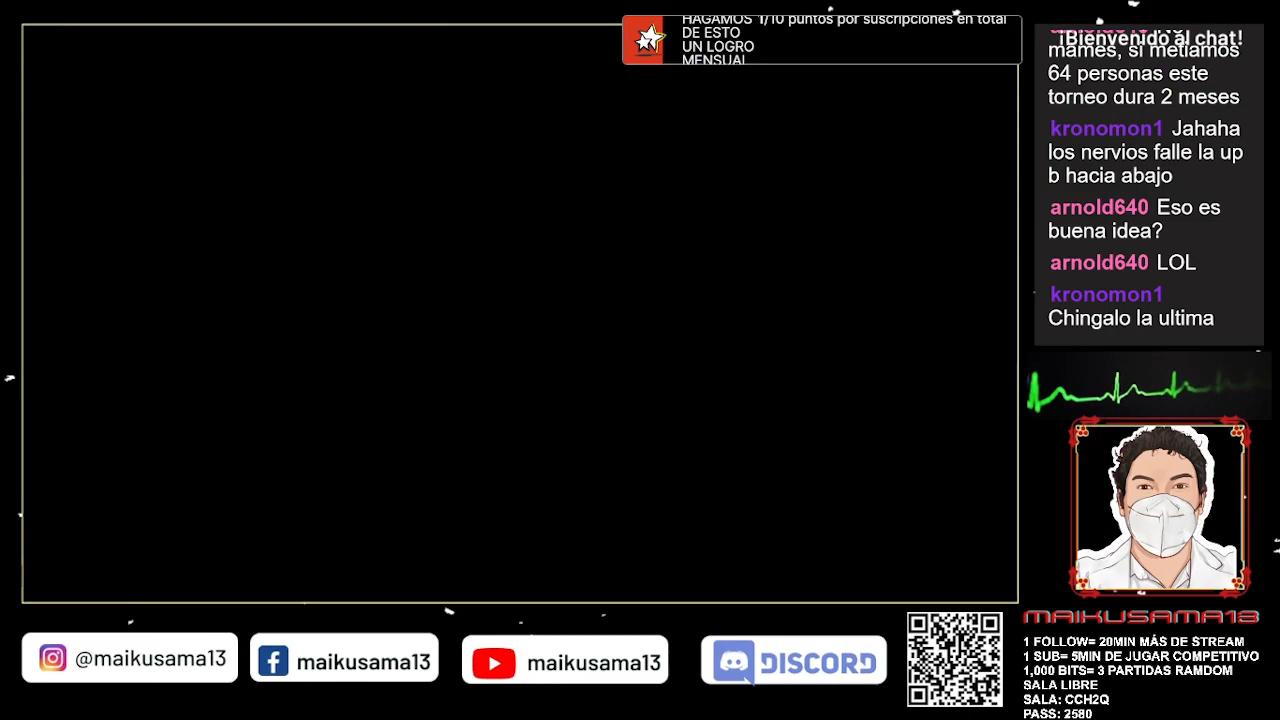 HAGAMOS 1/10 puntos por suscripciones en total
DE ESTO
UN LOGRO
MENSUAL
¡Bienvenido al chat!
mames, si metiamos
64 personas este
torneo dura 2 meses
kronomon1 Jahaha
los nervios falle la up
b hacia abajo
arnold640 Eso es
buena idea?
arnold640 LOL
kronomon1
Chingalo la ultima
@maikusama13
maikusama13
maikusama13
DISCORD
MAIKUSAMA13
1 FOLLOW= 20MIN MÁS DE STREAM
1 SUB= 5MIN DE JUGAR COMPETITIVO
1,000 BITS= 3 PARTIDAS RAMDOM
SALA LIBRE
SALA: CCH2Q
PASS: 2580